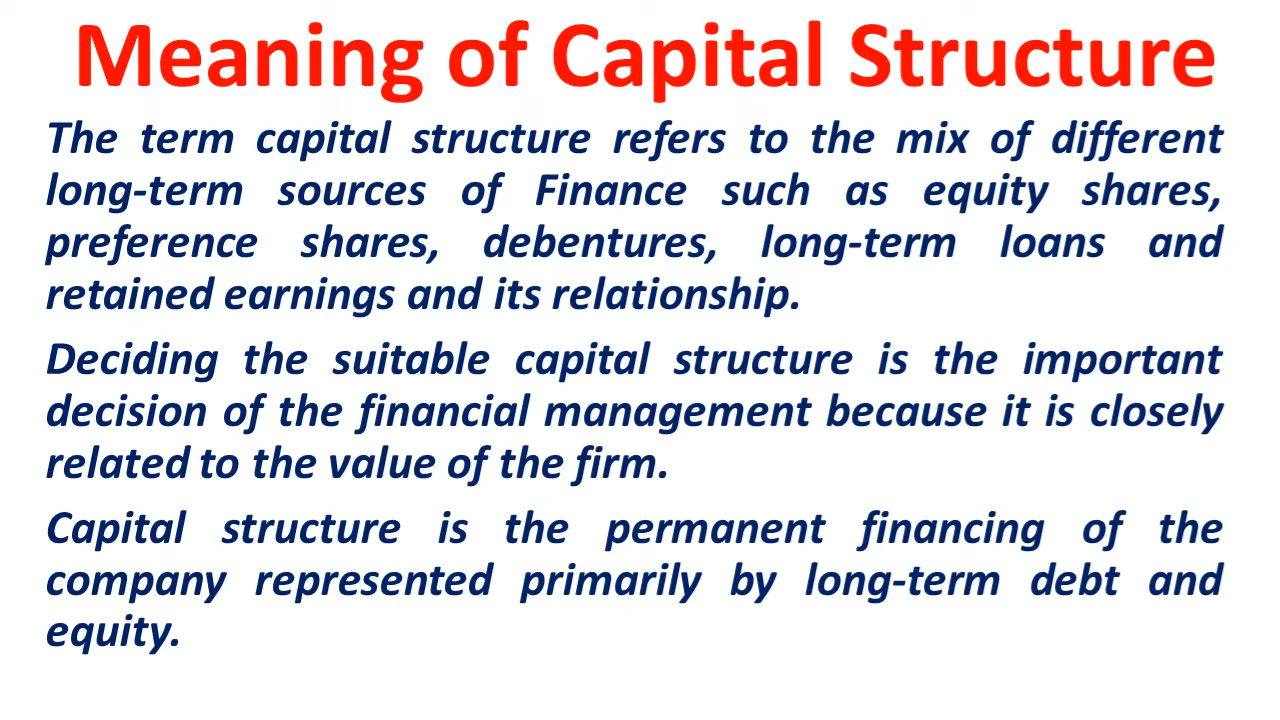 Meaning of Capital Structure
The term capital structure refers to the mix of different
long-term sources of Finance such as equity shares,
preference shares, debentures, long-term loans and
retained earnings and its relationship.
Deciding the suitable capital structure is the important
decision of the financial management because it is closely
related to the value of the firm.
Capital structure is the permanent financing of the
company represented primarily by long-term debt and
equity.